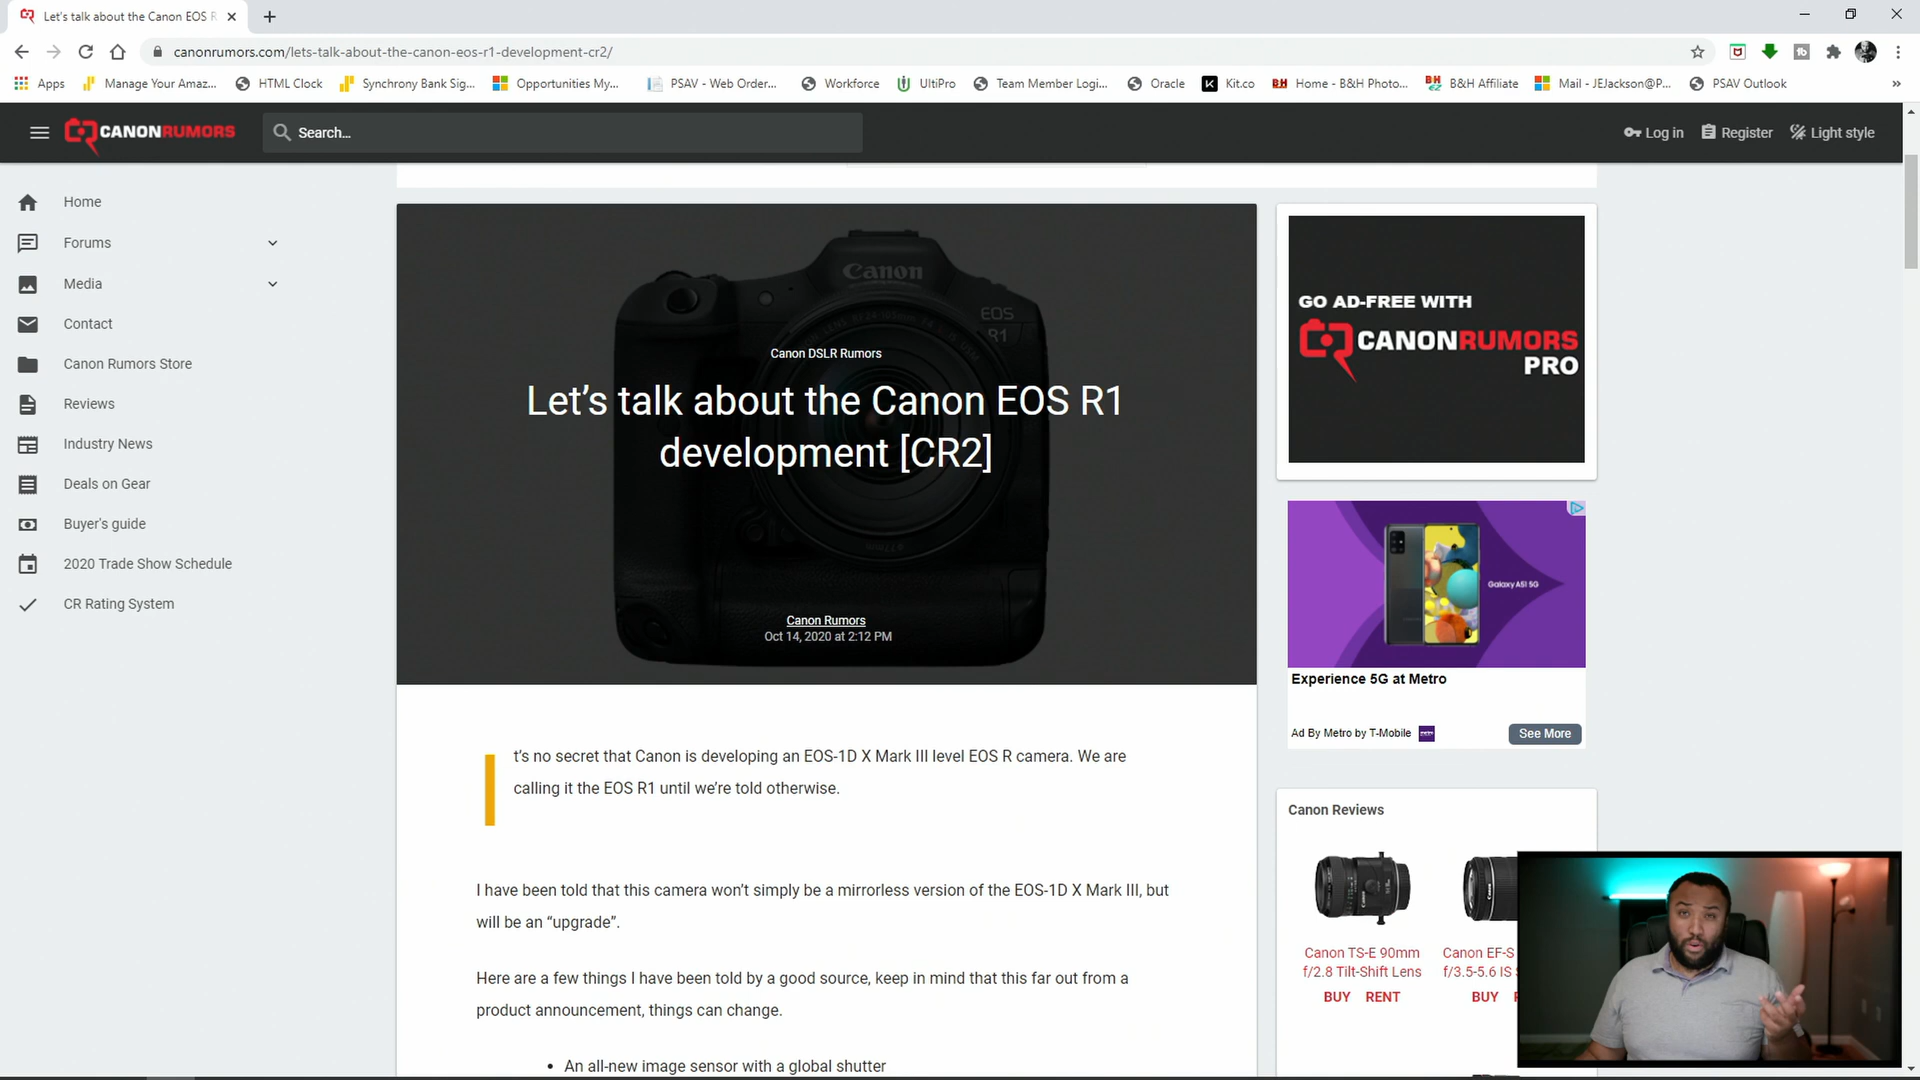 Let's talk about the Canon EOS R
canonrumors.com/lets-talk-about-the-canon-eos-r1-development-cr2/
Apps
Manage Your Amaz...
HTML Clock
Synchrony Bank Sig...
Opportunities My...
PSAV - Web Order...
Workforce
UltiPro
Team Member Logi...
Oracle
Kit.co
Home - B&H Photo...
B&H Affiliate
Mail - JEJackson@P...
PSAV Outlook
»
CANONRUMORS
Search...
Log in
Register
Light style
Home
Forums
Media
Contact
Canon Rumors Store
Reviews
Industry News
Deals on Gear
Buyer's guide
2020 Trade Show Schedule
CR Rating System
Canon
EOS
R1
Canon DSLR Rumors
Let's talk about the Canon EOS R1
development [CR2]
Canon Rumors
Oct 14, 2020 at 2:12 PM
It's no secret that Canon is developing an EOS-1D X Mark III level EOS R camera. We are
calling it the EOS R1 until we're told otherwise.
I have been told that this camera won't simply be a mirrorless version of the EOS-1D X Mark III, but
will be an “upgrade”.
Here are a few things I have been told by a good source, keep in mind that this far out from a
product announcement, things can change.
• An all-new image sensor with a global shutter
GO AD-FREE WITH
CANONRUMORS
PRO
Galaxy A51 5G
Experience 5G at Metro
Ad By Metro by T-Mobile
See More
Canon Reviews
Canon TS-E 90mm
f/2.8 Tilt-Shift Lens
BUY RENT
Canon EF-S
f/3.5-5.6 IS
BUY